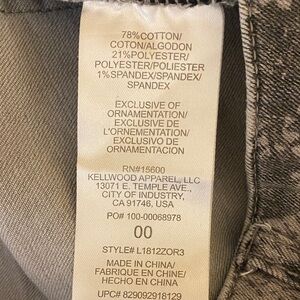 78%COTTON/
COTON/ALGODON
21%POLYESTER/
POLYESTER/POLIESTER
1%SPANDEX/SPANDEX/
SPANDEX
EXCLUSIVE OF
ORNAMENTATION/
EXCLUSIVE DE
L'ORNEMENTATION/
EXCLUSIVO DE
ORNAMENTACION
RN#15600
KELLWOOD APPAREL, LLC
13071 E. TEMPLE AVE.,
CITY OF INDUSTRY,
CA 91746, USA
PO# 100-00068978
00
STYLE# L1812ZOR3
MADE IN CHINA/
FABRIQUE EN CHINE/
HECHO EN CHINA
UPC# 829092918129